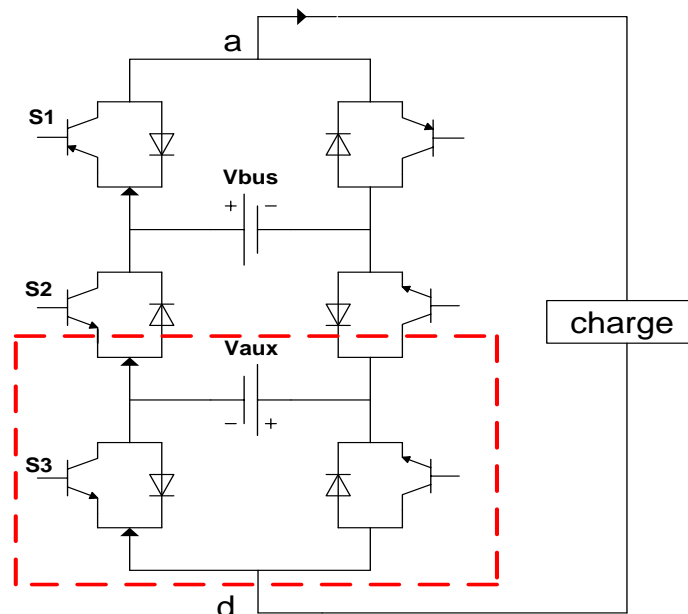 a
S1
Vbus
+ −
S2
charge
Vaux
− +
S3
d